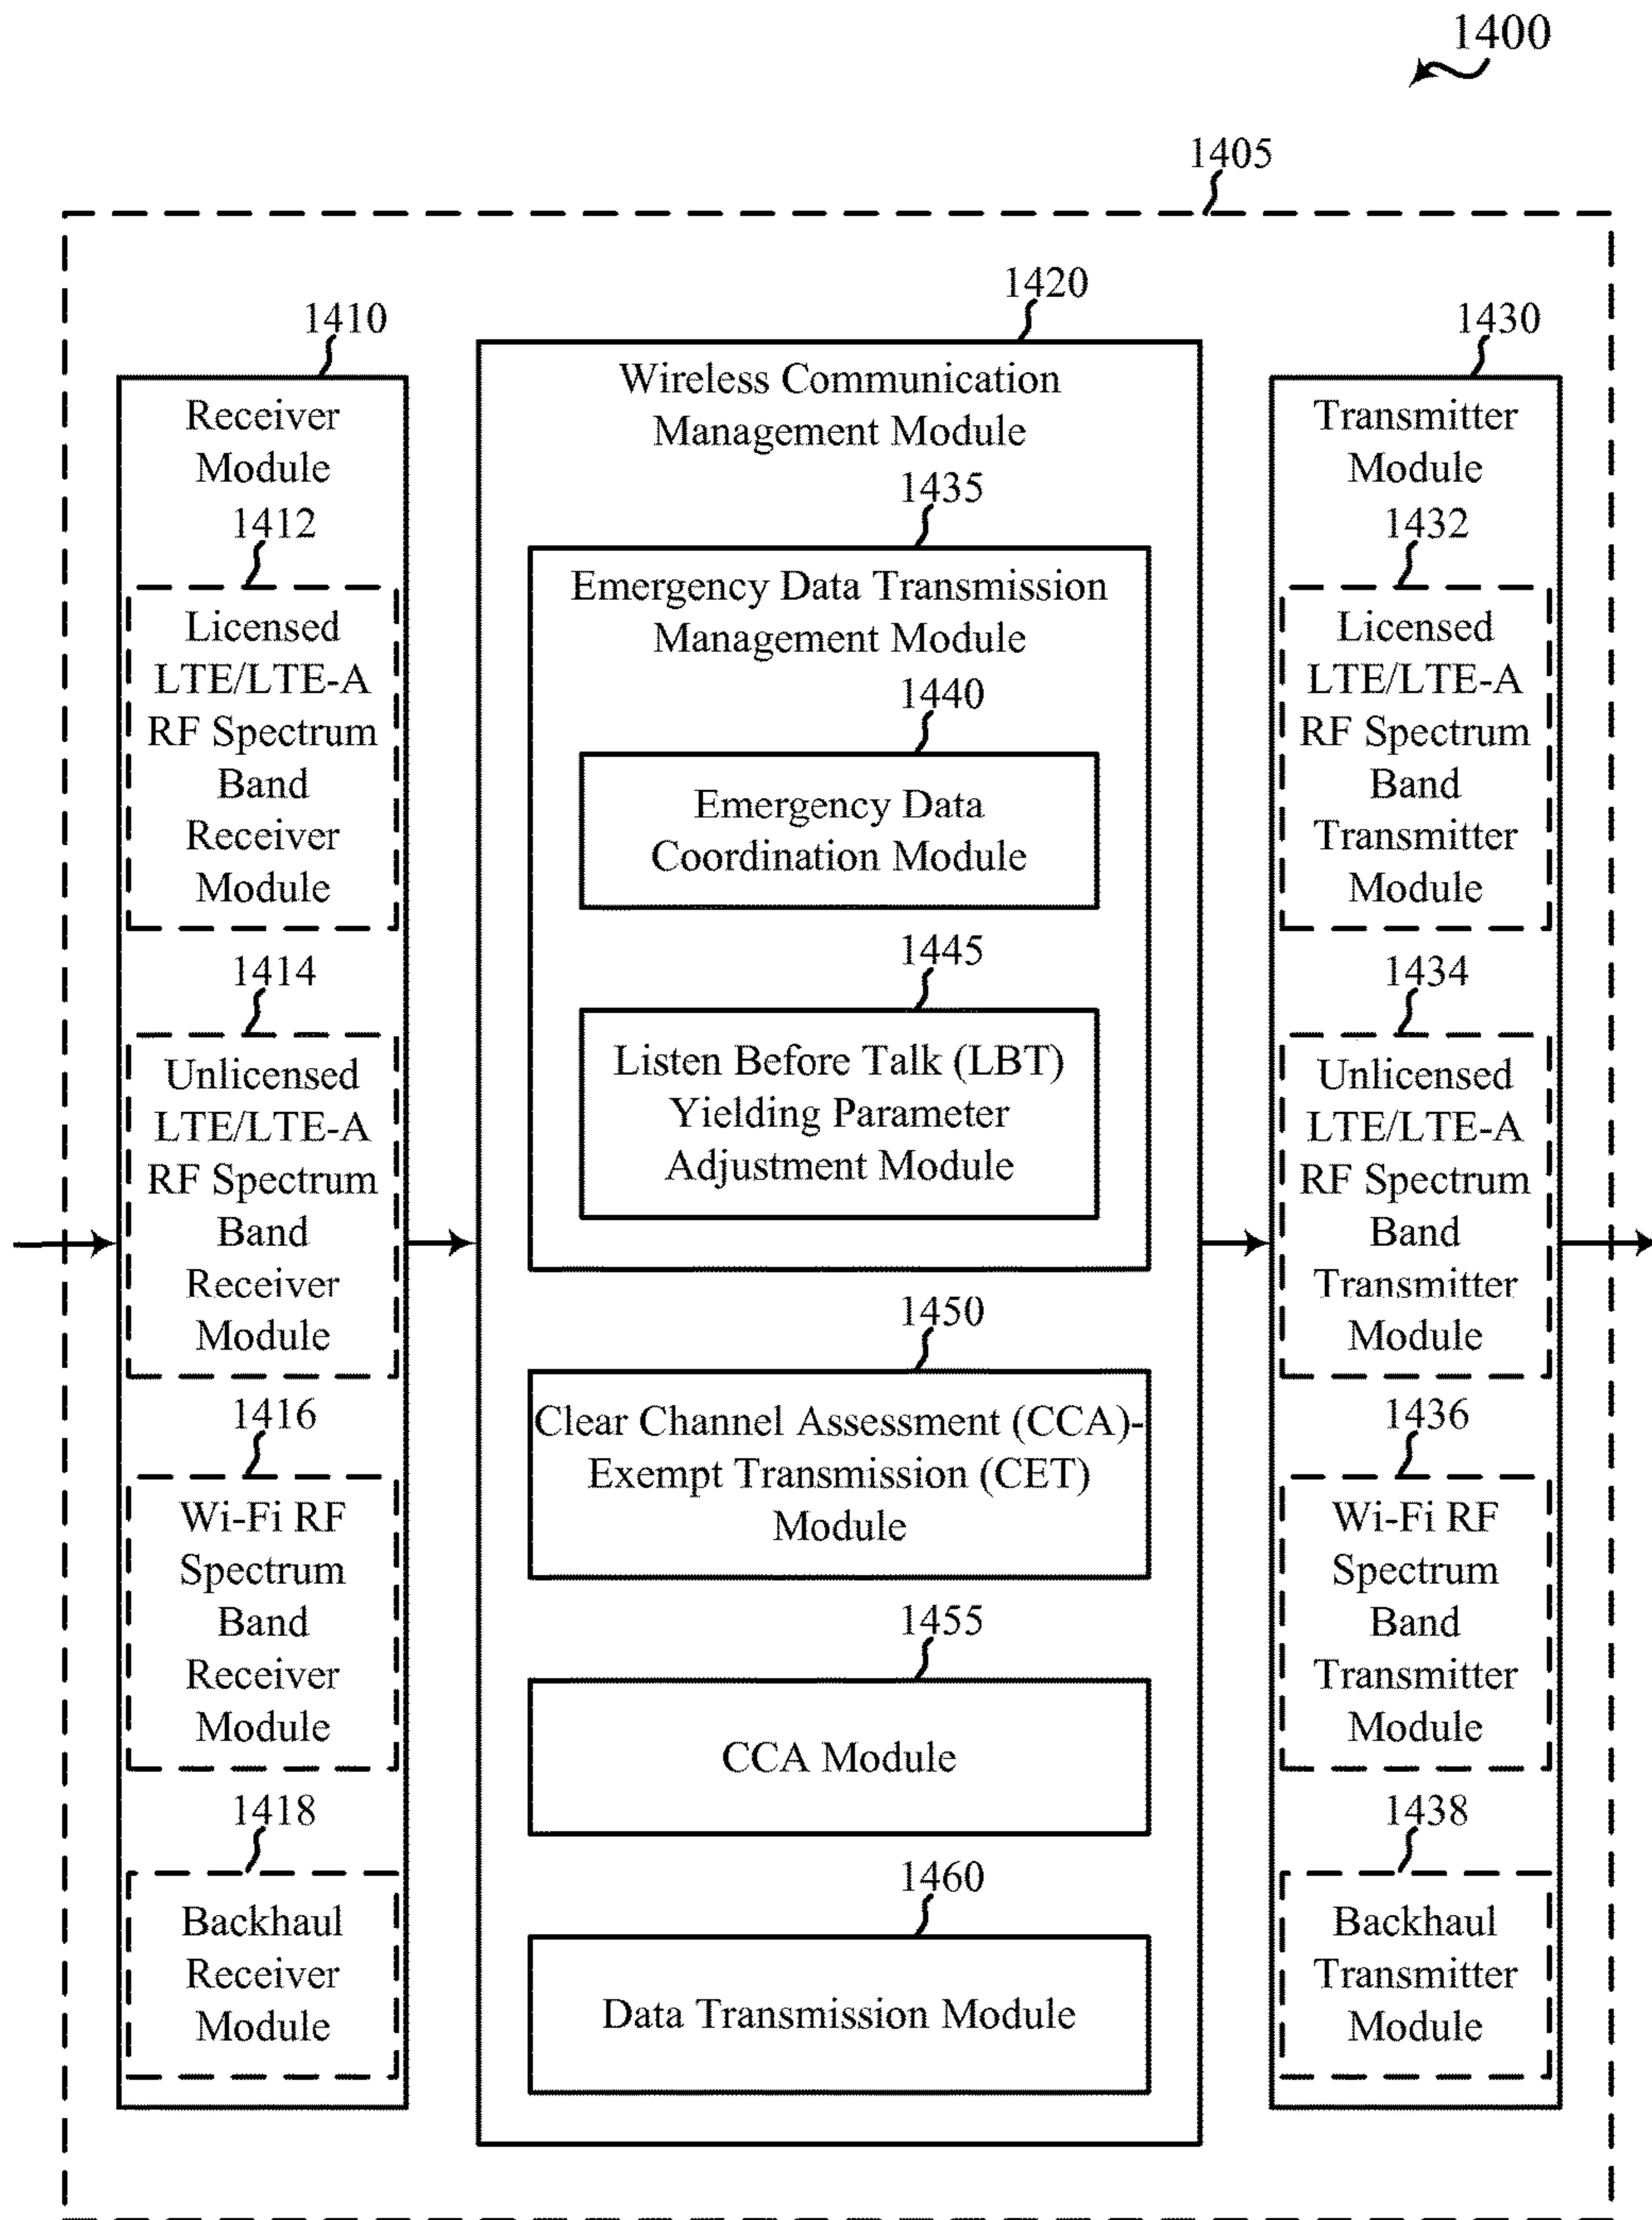 1400
1405
1410
Receiver
Module
1412
Licensed
LTE/LTE-A
RF Spectrum
Band
Receiver
Module
1414
Unlicensed
LTE/LTE-A
RF Spectrum
Band
Receiver
Module
1416
Wi-Fi RF
Spectrum
Band
Receiver
Module
1418
Backhaul
Receiver
Module
1420
Wireless Communication
Management Module
1435
Emergency Data Transmission
Management Module
1440
Emergency Data
Coordination Module
1445
Listen Before Talk (LBT)
Yielding Parameter
Adjustment Module
1450
Clear Channel Assessment (CCA)-
Exempt Transmission (CET)
Module
1455
CCA Module
1460
Data Transmission Module
1430
Transmitter
Module
1432
Licensed
LTE/LTE-A
RF Spectrum
Band
Transmitter
Module
1434
Unlicensed
LTE/LTE-A
RF Spectrum
Band
Transmitter
Module
1436
Wi-Fi RF
Spectrum
Band
Transmitter
Module
1438
Backhaul
Transmitter
Module